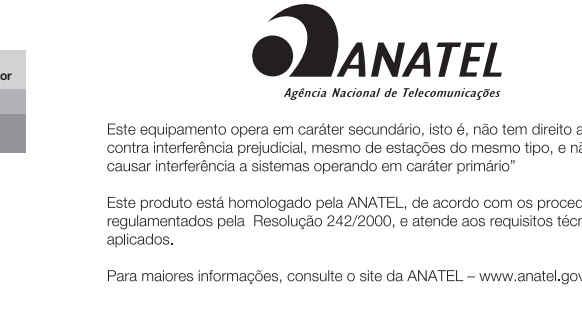 or
ANATEL
Agência Nacional de Telecomunicações
Este equipamento opera em caráter secundário, isto é, não tem direito a
contra interferência prejudicial, mesmo de estações do mesmo tipo, e nã
causar interferência a sistemas operando em caráter primário”
Este produto está homologado pela ANATEL, de acordo com os proced
regulamentados pela  Resolução 242/2000, e atende aos requisitos técn
aplicados.
Para maiores informações, consulte o site da ANATEL – www.anatel.gov